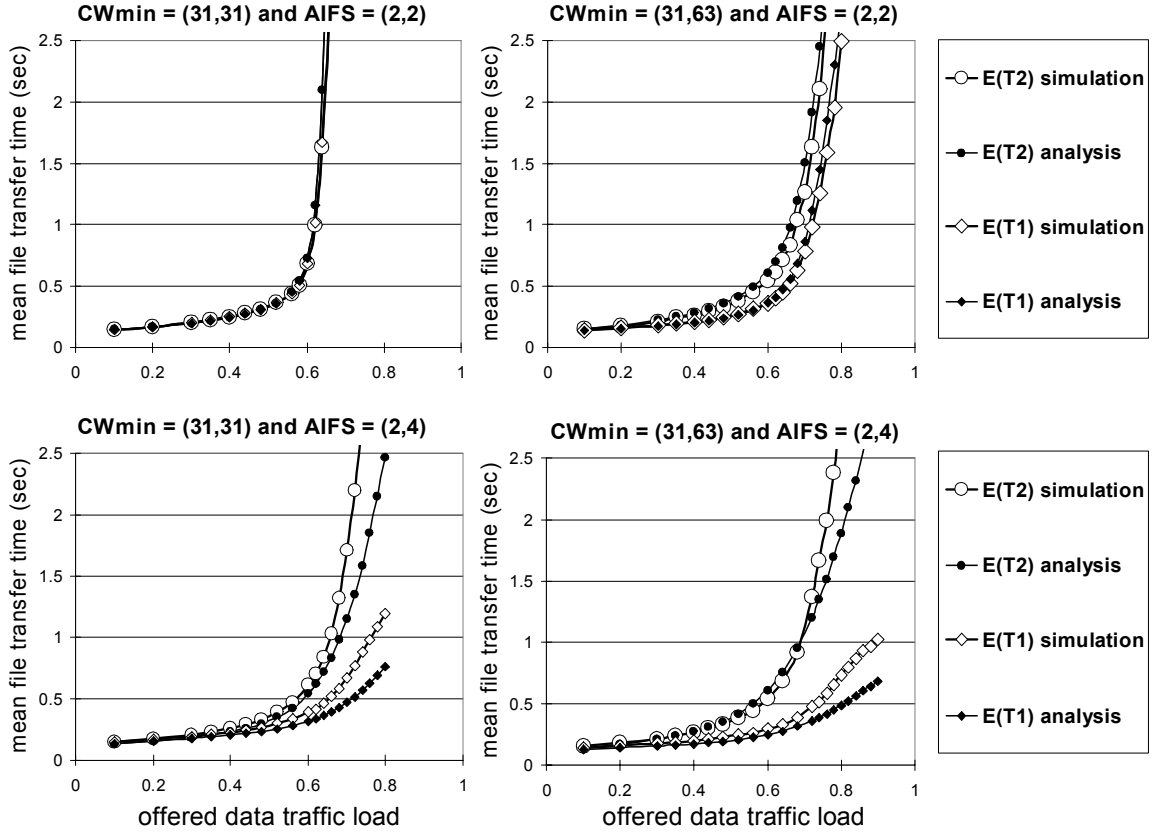 CWmin = (31,31) and AIFS = (2,2)
mean file transfer time (sec)
2.5
2
1.5
1
0.5
0
0 0.2 0.4 0.6 0.8 1
CWmin = (31,63) and AIFS = (2,2)
mean file transfer time (sec)
2.5
2
1.5
1
0.5
0
0 0.2 0.4 0.6 0.8 1
E(T2) simulation
E(T2) analysis
E(T1) simulation
E(T1) analysis
CWmin = (31,31) and AIFS = (2,4)
mean file transfer time (sec)
2.5
2
1.5
1
0.5
0
0 0.2 0.4 0.6 0.8 1
offered data traffic load
CWmin = (31,63) and AIFS = (2,4)
mean file transfer time (sec)
2.5
2
1.5
1
0.5
0
0 0.2 0.4 0.6 0.8 1
offered data traffic load
E(T2) simulation
E(T2) analysis
E(T1) simulation
E(T1) analysis